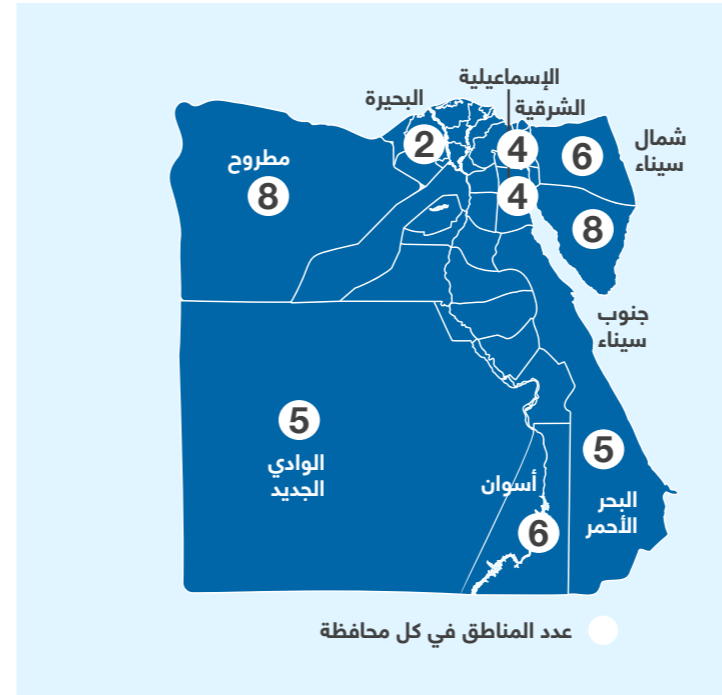 الإسماعيلية
الشرقية
البحيرة
2
4
6
شمال
سيناء
مطروح
8
4
8
جنوب
سيناء
5
الوادي
الجديد
5
البحر
الأحمر
أسوان
6
عدد المناطق في كل محافظة